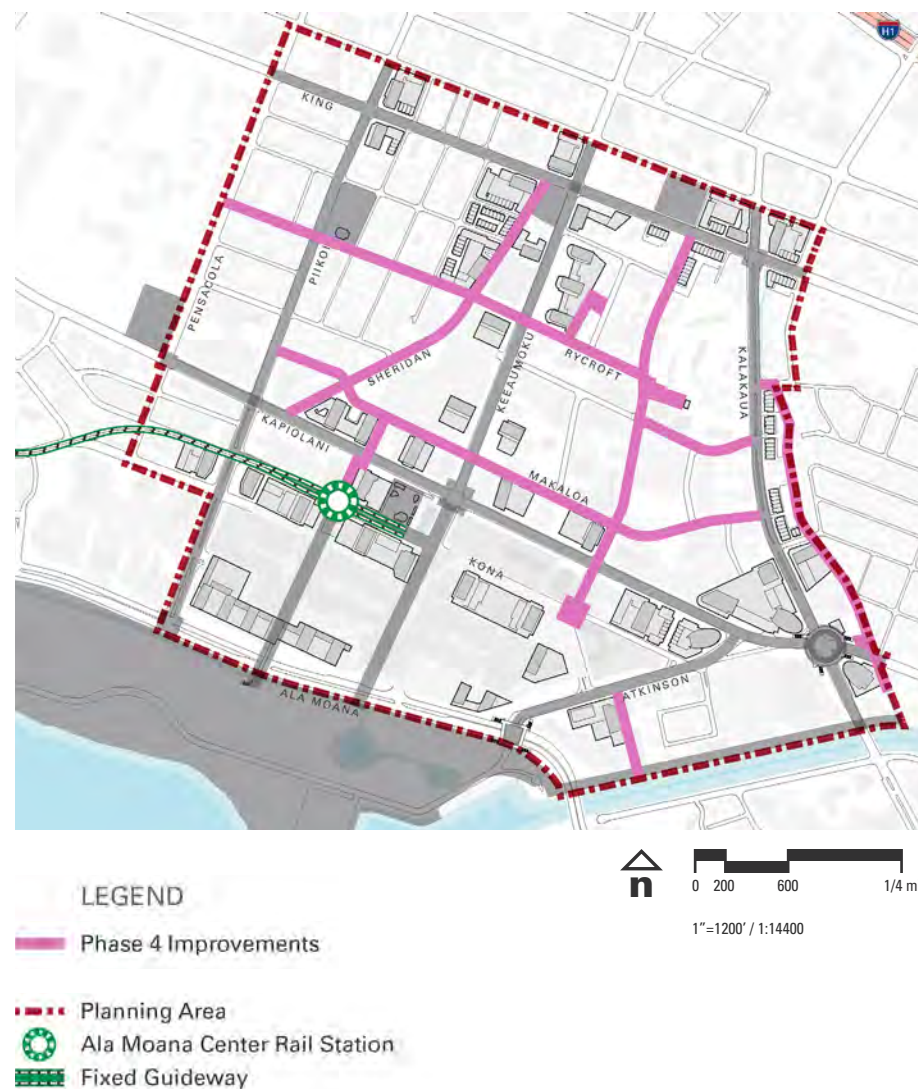 H1
KING
PENSACOLA
PIIKOI
SHERIDAN
KEEAUMOKU
RYCROFT
KALAKAUA
KAPIOLANI
MAKALOA
KONA
ATKINSON
ALA MOANA
n
0 200 600 1/4 m
1"=1200' / 1:14400
LEGEND
Phase 4 Improvements
Planning Area
Ala Moana Center Rail Station
Fixed Guideway